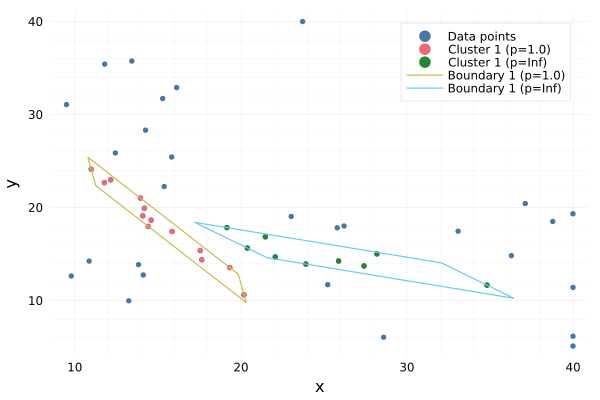 40
30
20
10
y
10
20
30
40
x
Data points
Cluster 1 (p=1.0)
Cluster 1 (p=Inf)
Boundary 1 (p=1.0)
Boundary 1 (p=Inf)